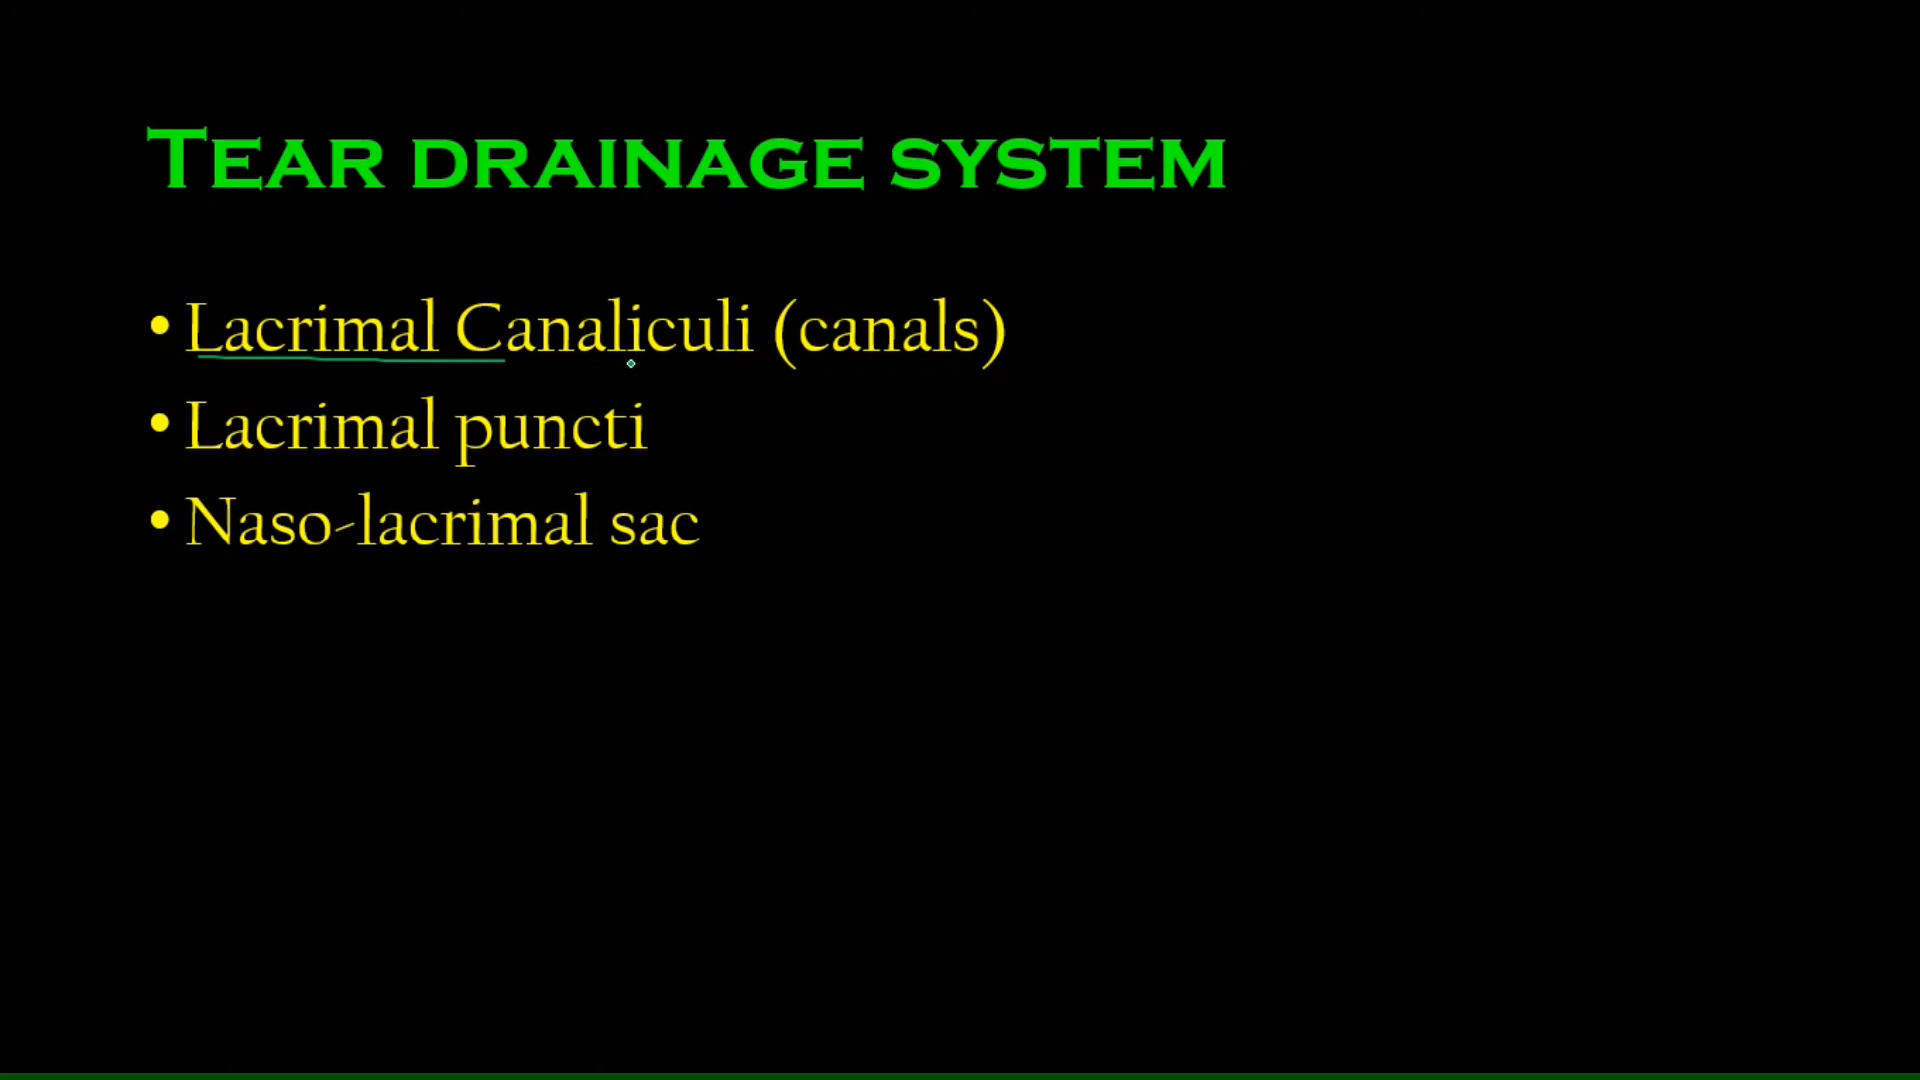 TEAR DRAINAGE SYSTEM
• Lacrimal Canaliculi (canals)
• Lacrimal puncti
• Naso-lacrimal sac